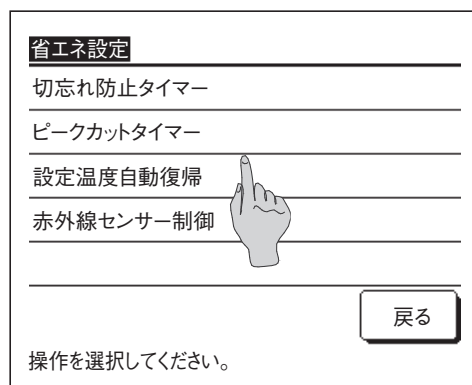 省エネ設定
切忘れ防止タイマー
ピークカットタイマー
設定温度自動復帰
赤外線センサー制御
戻る
操作を選択してください。